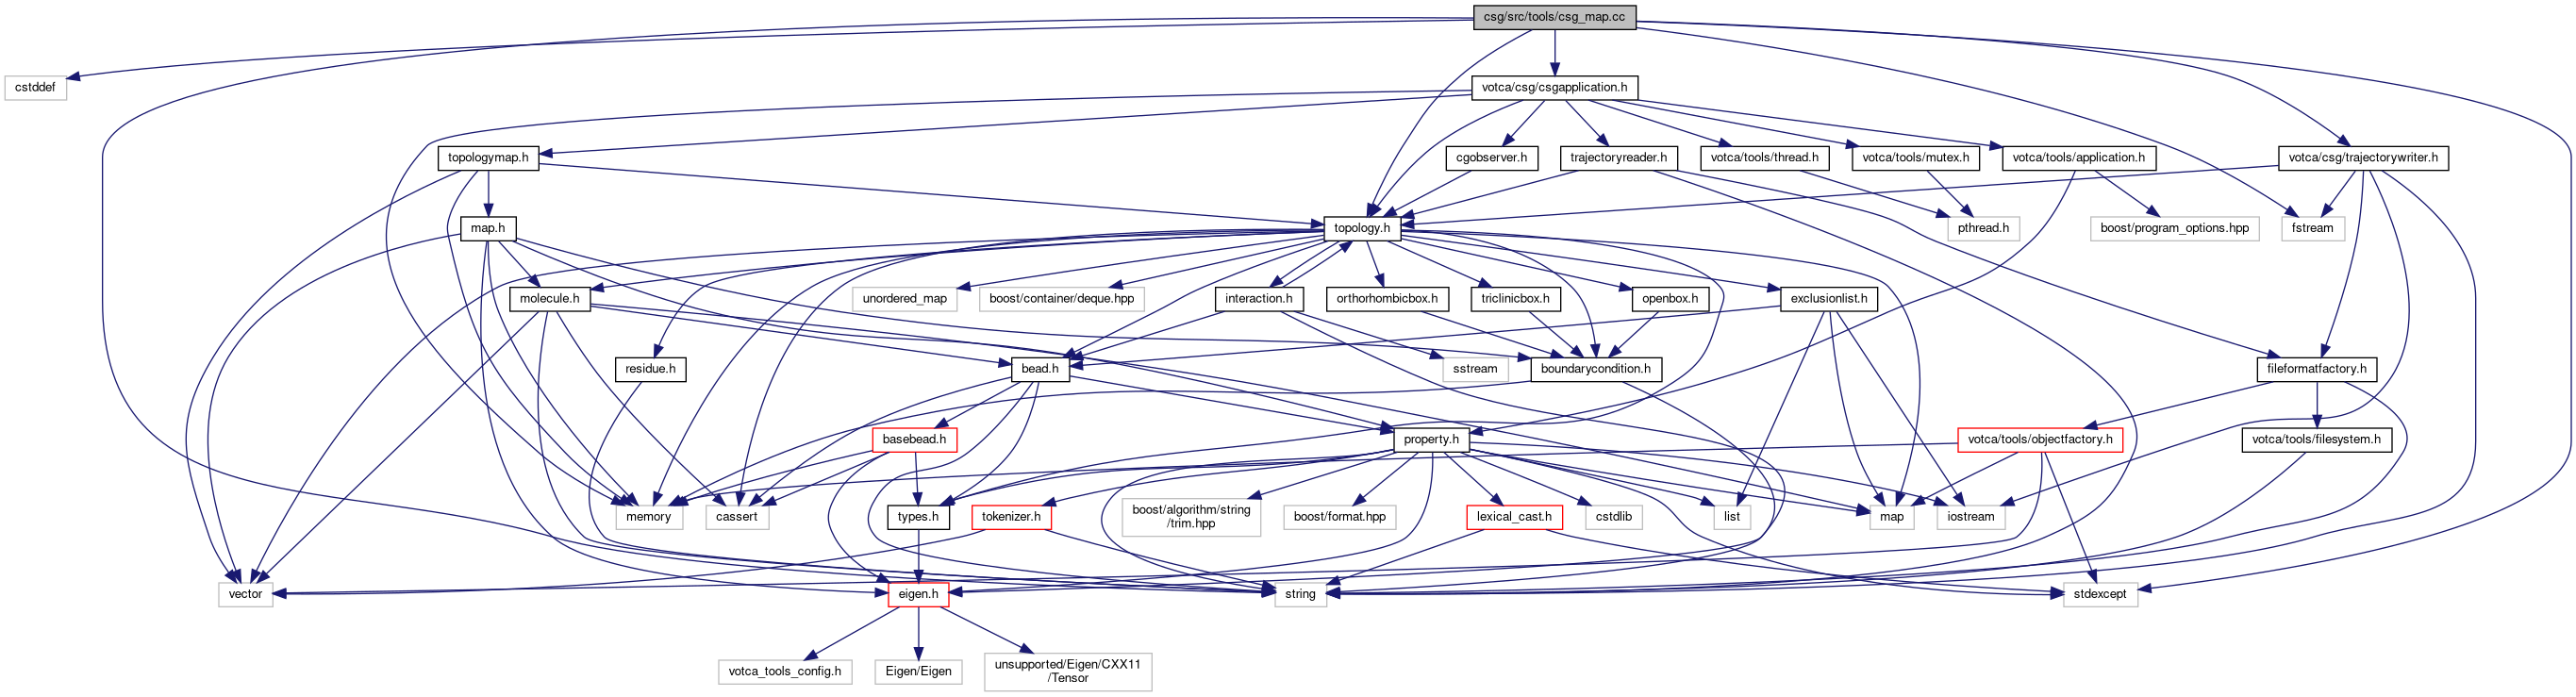 csg/src/tools/csg_map.cc
cstddef
votca/csg/csgapplication.h
topologymap.h
cgobserver.h
trajectoryreader.h
votca/tools/thread.h
votca/tools/mutex.h
votca/tools/application.h
votca/csg/trajectorywriter.h
map.h
topology.h
pthread.h
boost/program_options.hpp
fstream
molecule.h
unordered_map
boost/container/deque.hpp
interaction.h
orthorhombicbox.h
triclinicbox.h
openbox.h
exclusionlist.h
residue.h
bead.h
sstream
boundarycondition.h
fileformatfactory.h
basebead.h
property.h
votca/tools/objectfactory.h
votca/tools/filesystem.h
memory
cassert
types.h
tokenizer.h
boost/algorithm/string
/trim.hpp
boost/format.hpp
lexical_cast.h
cstdlib
list
map
iostream
vector
eigen.h
string
stdexcept
votca_tools_config.h
Eigen/Eigen
unsupported/Eigen/CXX11
/Tensor